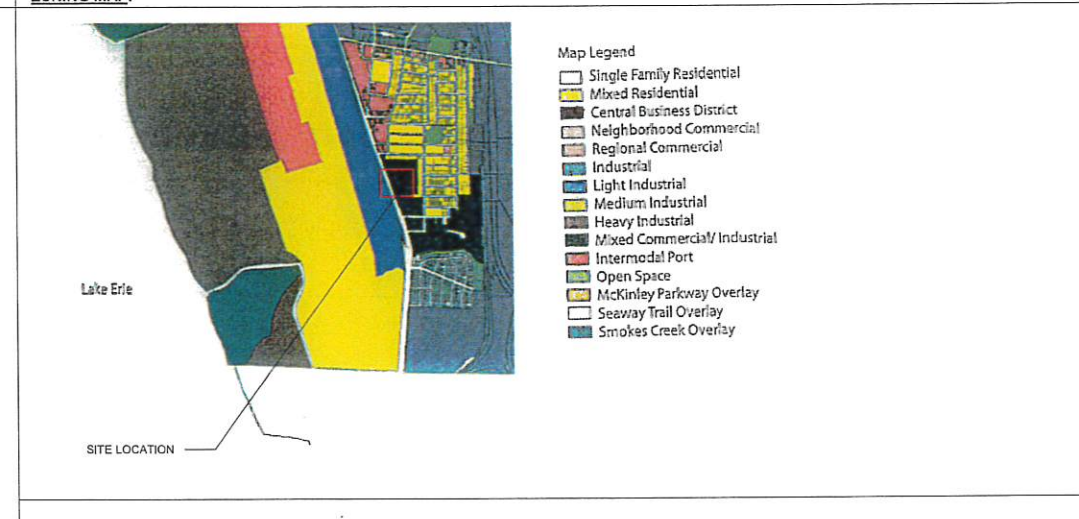 ZONING MAP:
Map Legend
Single Family Residential
Mixed Residential
Central Business District
Neighborhood Commercial
Regional Commercial
Industrial
Light Industrial
Medium Industrial
Heavy Industrial
Mixed Commercial/ Industrial
Intermodal Port
Open Space
McKinley Parkway Overlay
Seaway Trail Overlay
Smokes Creek Overlay
Lake Erie
SITE LOCATION